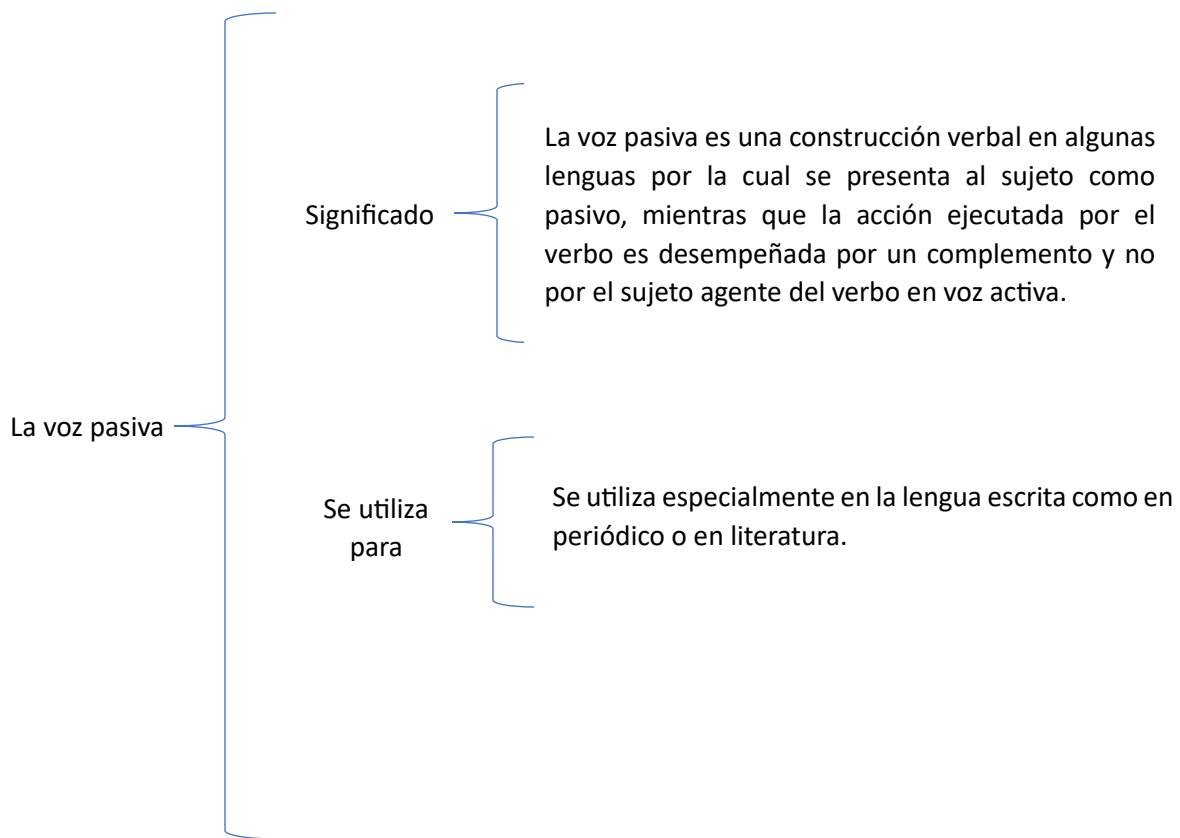 La voz pasiva
Significado
La voz pasiva es una construcción verbal en algunas
lenguas por la cual se presenta al sujeto como
pasivo, mientras que la acción ejecutada por el
verbo es desempeñada por un complemento y no
por el sujeto agente del verbo en voz activa.
Se utiliza
para
Se utiliza especialmente en la lengua escrita como en
periódico o en literatura.